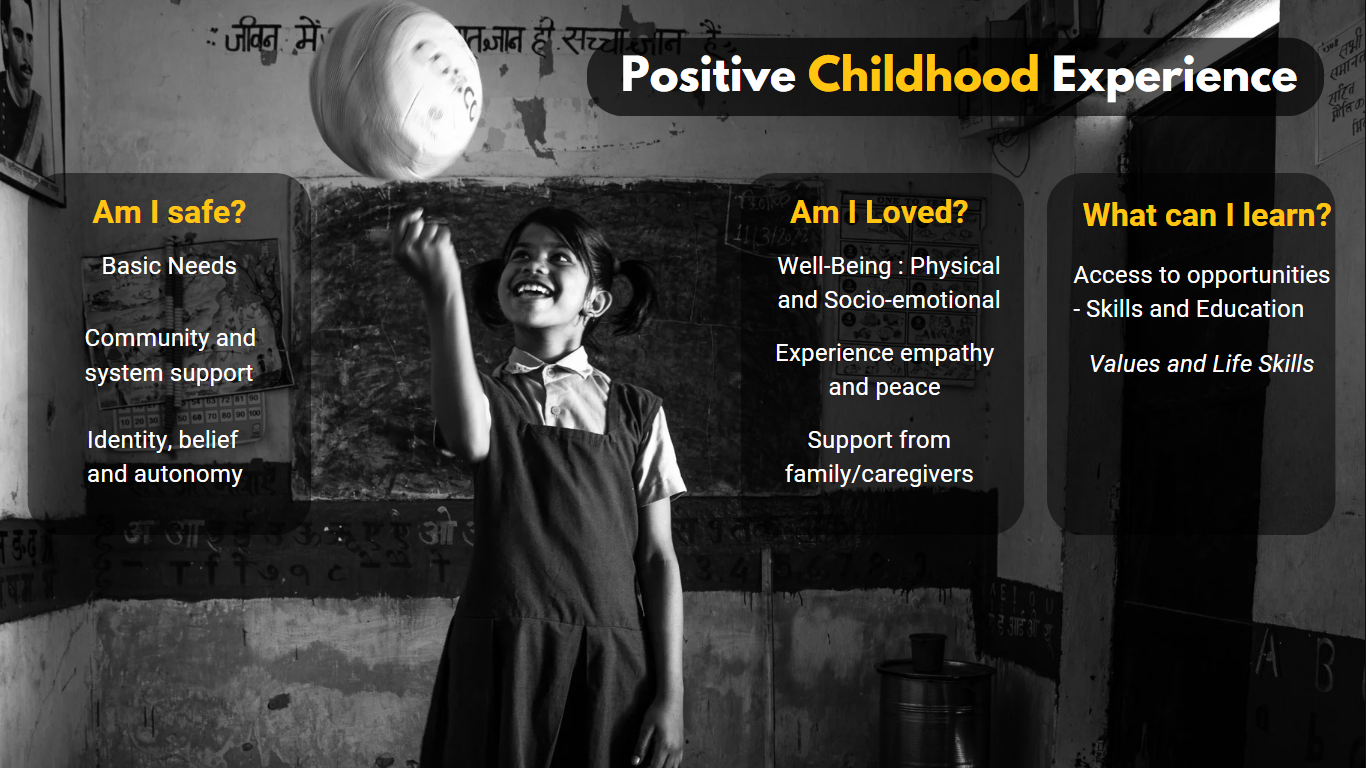 जीवन में
ही सच्चा ज्ञान है
Positive Childhood Experience
Am I safe?
Basic Needs
Community and
system support
Identity, belief
and autonomy
Am I Loved?
Well-Being : Physical
and Socio-emotional
Experience empathy
and peace
Support from
family/caregivers
What can I learn?
Access to opportunities
- Skills and Education
Values and Life Skills
A B